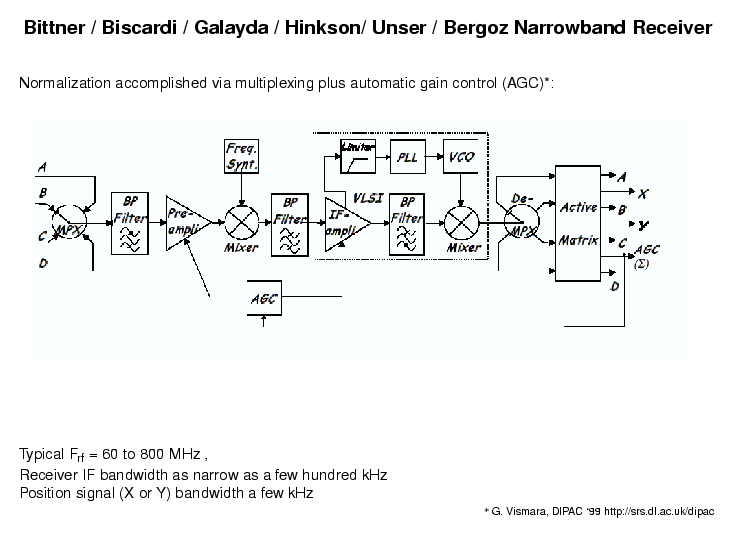 Bittner / Biscardi / Galayda / Hinkson/ Unser / Bergoz Narrowband Receiver
Normalization accomplished via multiplexing plus automatic gain control (AGC)*:
Freq.
Synt.
Limiter
PLL
VCO
A
B
C
D
MPX
BP
Filter
Pre-
ampli
Mixer
BP
Filter
IF-
ampli
VLSI
BP
Filter
Mixer
De-
MPX
Active
Matrix
A
X
B
Y
C
AGC
(Σ)
D
AGC
Typical Frf = 60 to 800 MHz ,
Receiver IF bandwidth as narrow as a few hundred kHz
Position signal (X or Y) bandwidth a few kHz
* G. Vismara, DIPAC '99 http://srs.dl.ac.uk/dipac